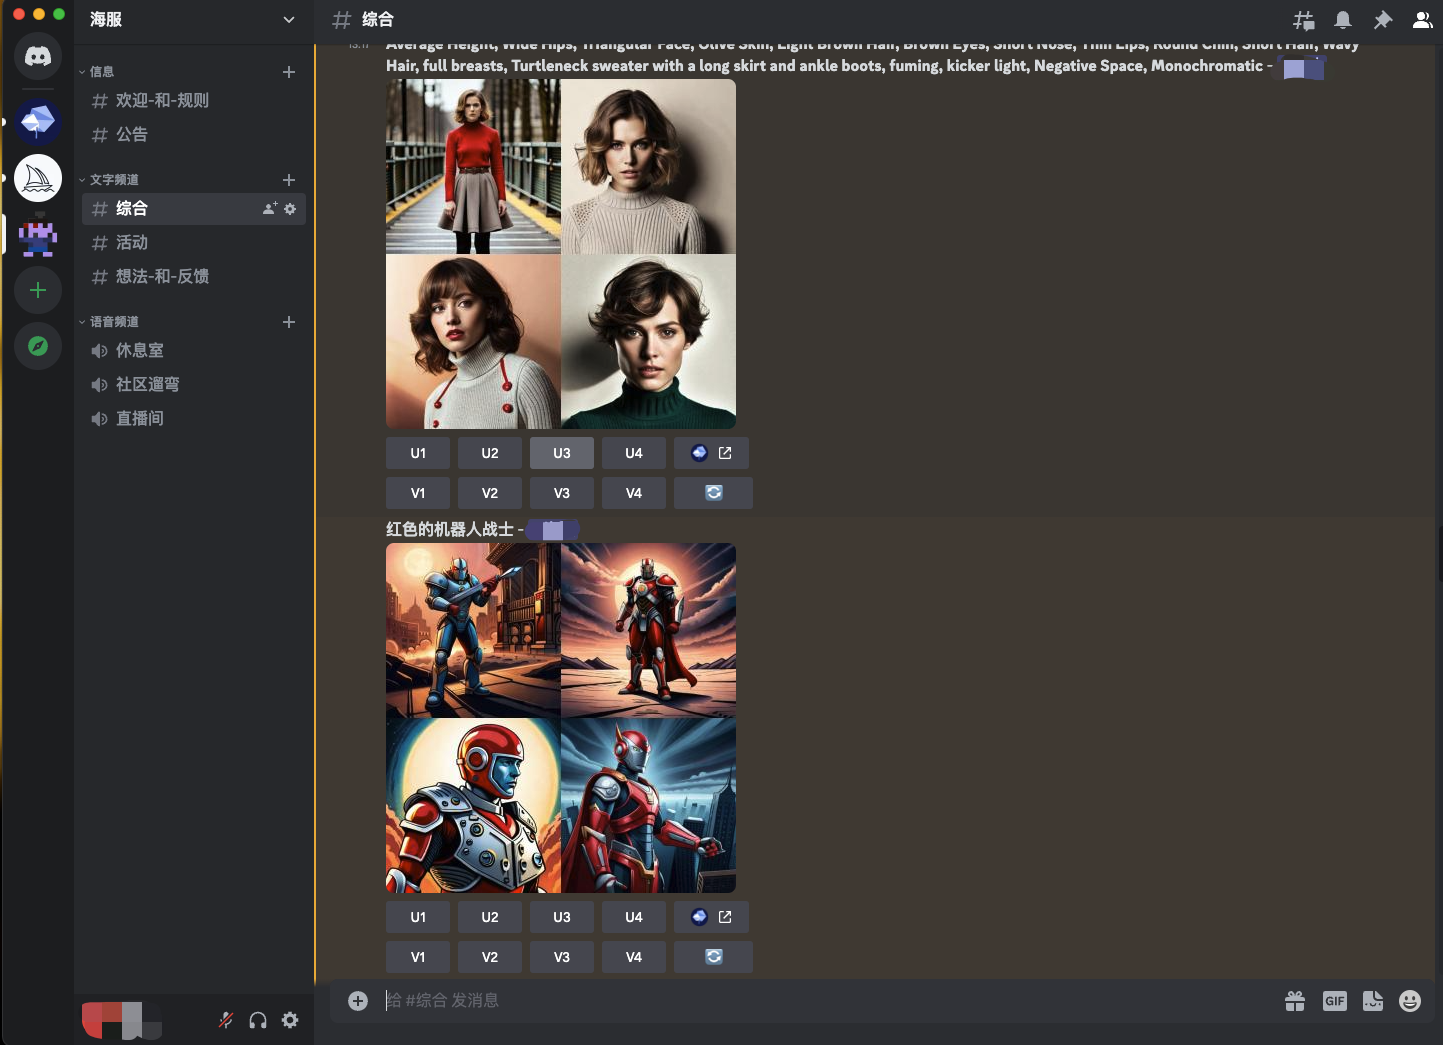 海服
信息
欢迎-和-规则
公告
文字频道
综合
活动
想法-和-反馈
语音频道
休息室
社区遛弯
直播间
综合
Average Height, Wide Hips, Triangular Face, Olive Skin, Light Brown Hair, Brown Eyes, Short Nose, Thin Lips, Round Chin, Short Hair, Wavy
Hair, full breasts, Turtleneck sweater with a long skirt and ankle boots, fuming, kicker light, Negative Space, Monochromatic -
U1 U2 U3 U4
V1 V2 V3 V4
红色的机器人战士 -
U1 U2 U3 U4
V1 V2 V3 V4
给 #综合 发消息
GIF